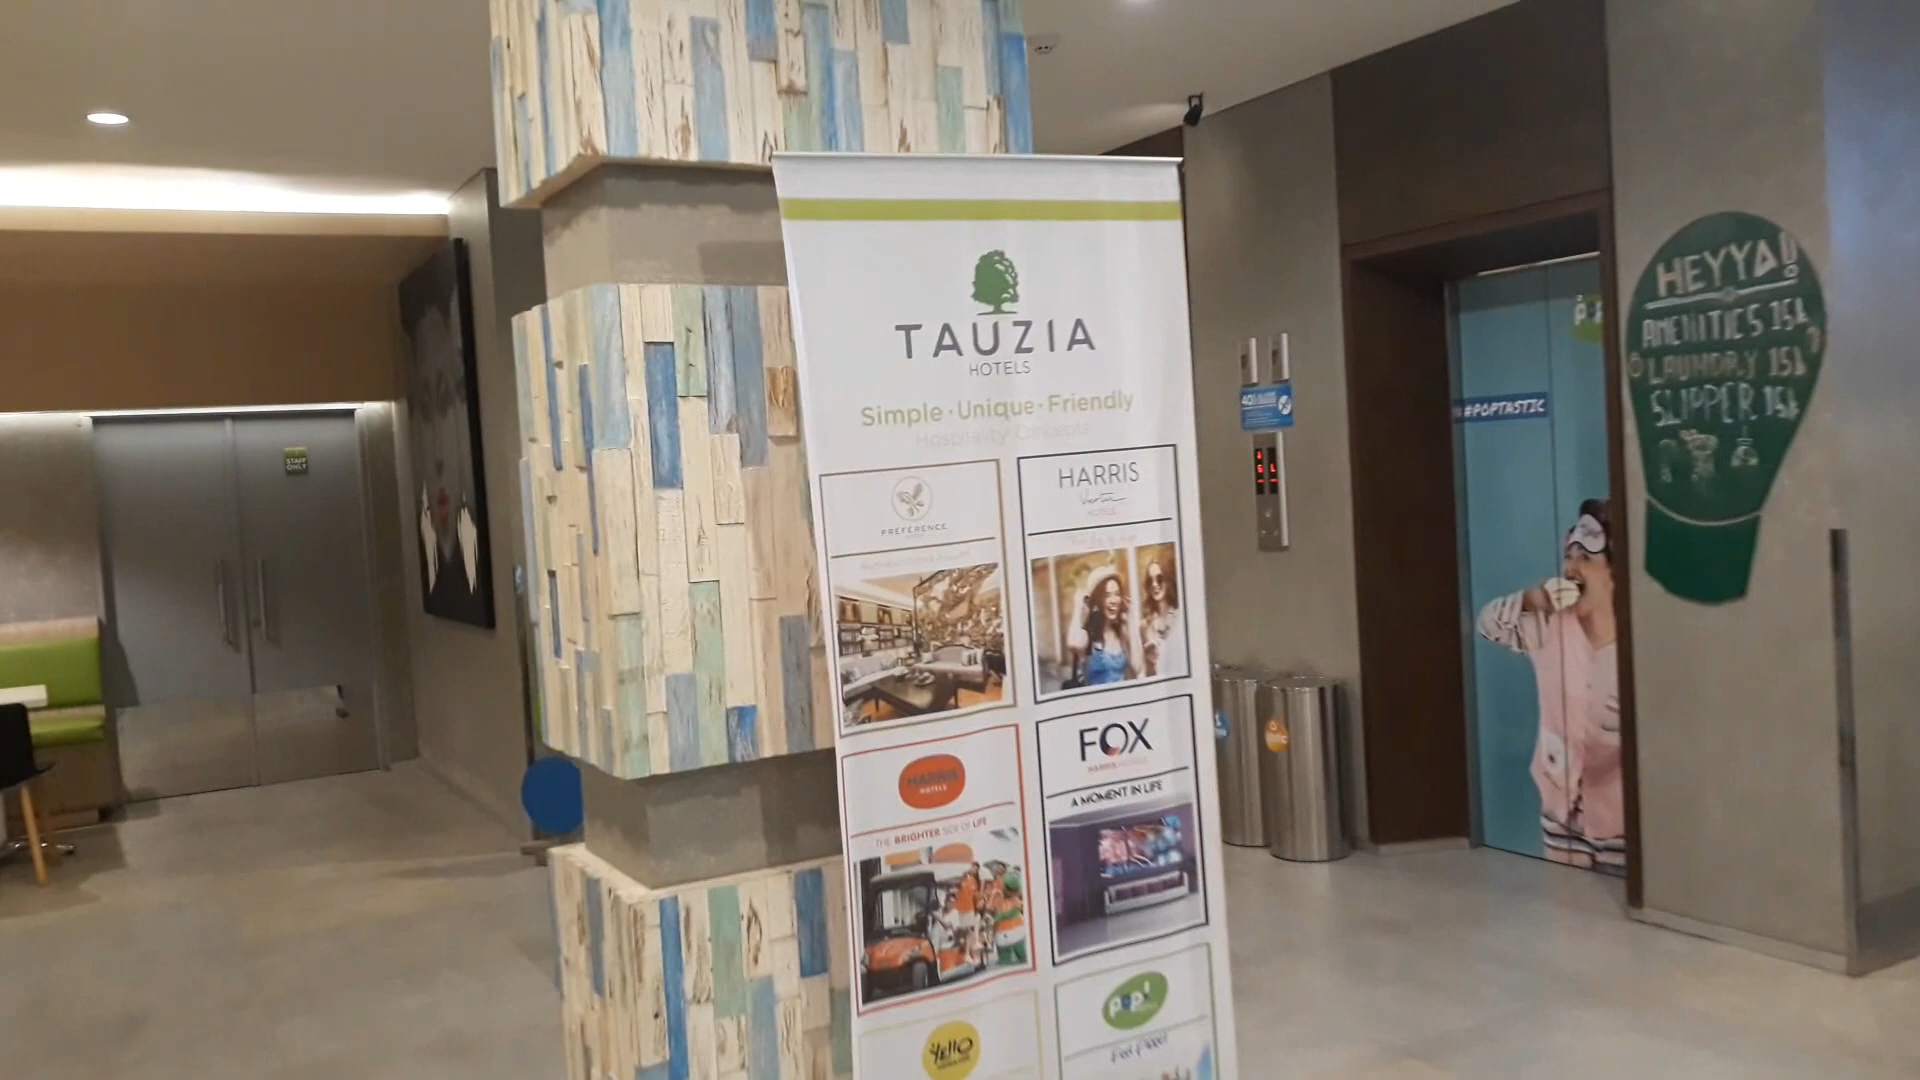 TAUZIA
HOTELS
Simple · Unique · Friendly
Hospitality Concepts
PREFERENCE
HARRIS
Vertu
HOTELS
HARRIS
HOTELS
THE BRIGHTER SIDE OF LIFE
FOX
HARRIS HOTELS
A MOMENT IN LIFE
YellO
POP!
STAFF
ONLY
#POPTASTIC
HEYYA!
AMENITIES 15k
LAUNDRY 15k
SLIPPER 15k